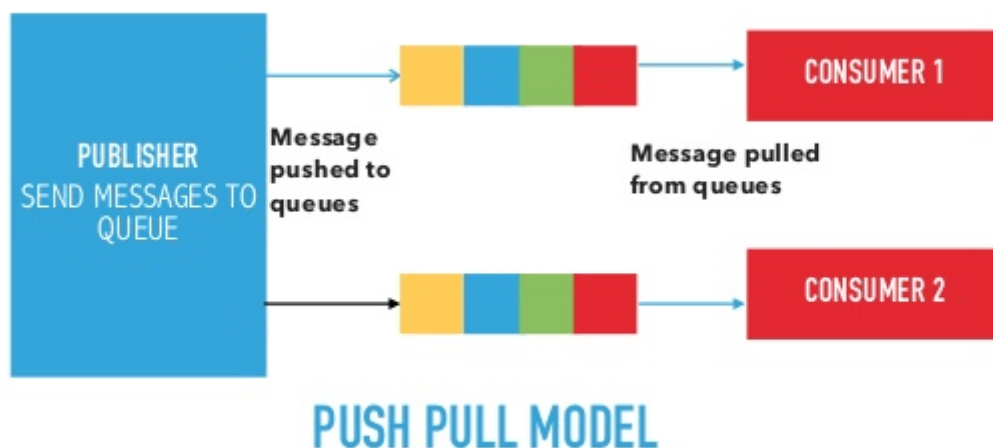 PUBLISHER
SEND MESSAGES TO
QUEUE
Message
pushed to
queues
CONSUMER 1
Message pulled
from queues
CONSUMER 2
PUSH PULL MODEL